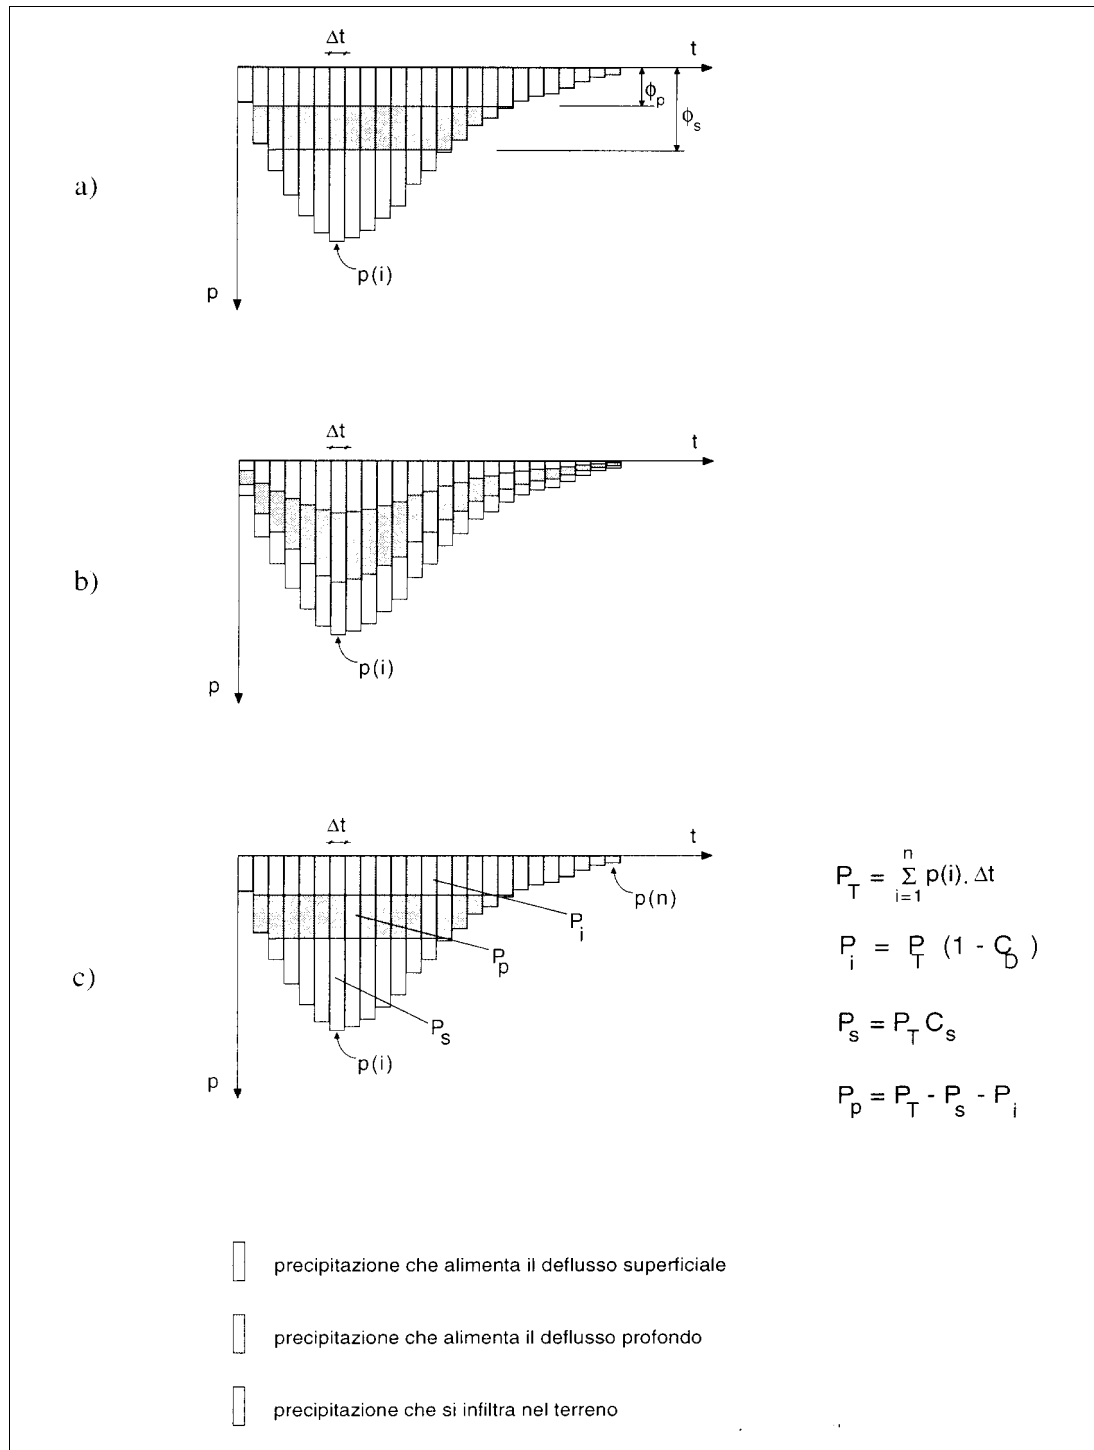 Δt
t
ϕp
ϕs
a)
p(i)
p
Δt
t
b)
p(i)
p
Δt
t
p(n)
Pi
Pp
c)
Ps
p(i)
p
PT = Σ p(i). Δt
n
i=1
Pi = PT (1 - CD)
Ps = PT Cs
Pp = PT - Ps - Pi
precipitazione che alimenta il deflusso superficiale
precipitazione che alimenta il deflusso profondo
precipitazione che si infiltra nel terreno